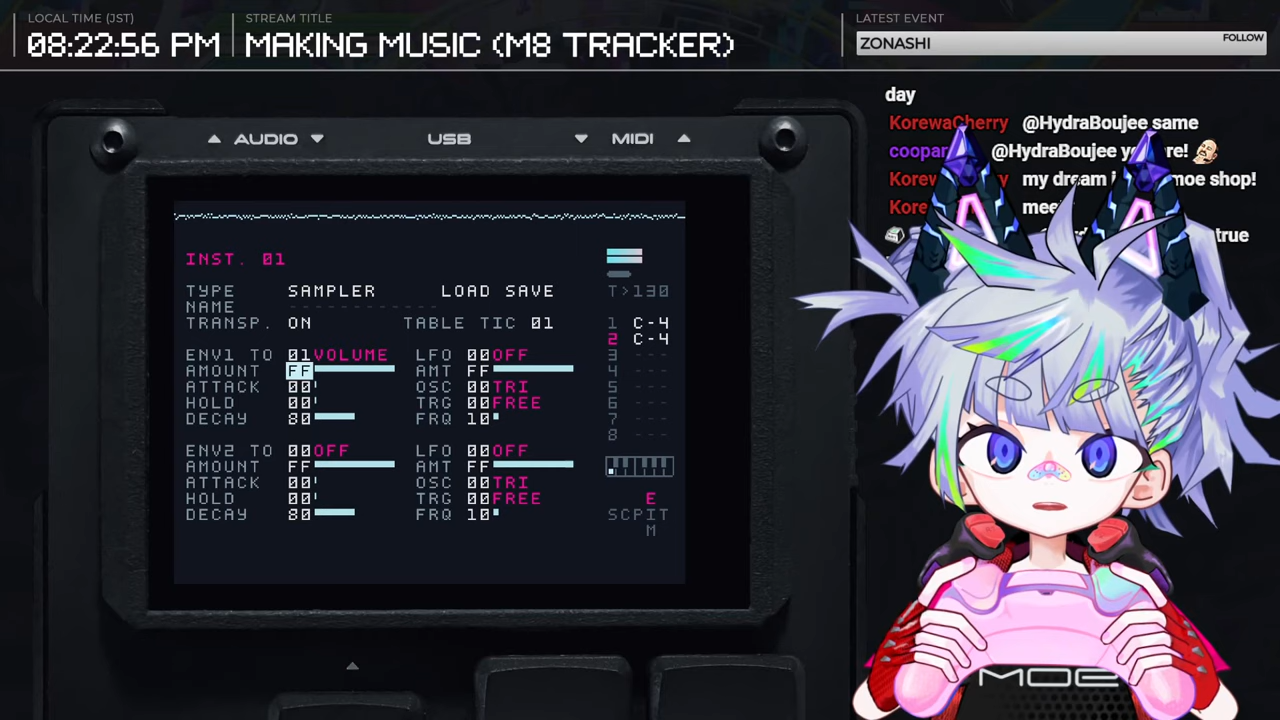 LOCAL TIME (JST)
08:22:56 PM
STREAM TITLE
MAKING MUSIC (M8 TRACKER)
LATEST EVENT
ZONASHI
FOLLOW
day
KorewaCherry @HydraBoujee same
@HydraBoujee
my dream moe shop!
true
AUDIO
USB
MIDI
INST. 01
TYPE SAMPLER LOAD SAVE
NAME ------------
TRANSP. ON TABLE TIC 01
ENV1 TO 01VOLUME LFO 00OFF
AMOUNT FF AMT FF
ATTACK 00 OSC 00TRI
HOLD 00 TRG 00FREE
DECAY 80 FRQ 10
ENV2 TO 00OFF LFO 00OFF
AMOUNT FF AMT FF
ATTACK 00 OSC 00TRI
HOLD 00 TRG 00FREE
DECAY 80 FRQ 10
T>130
1 C-4
2 C-4
3 ---
4 ---
5 ---
6 ---
7 ---
8 ---
E
SCPIT
M
MOE